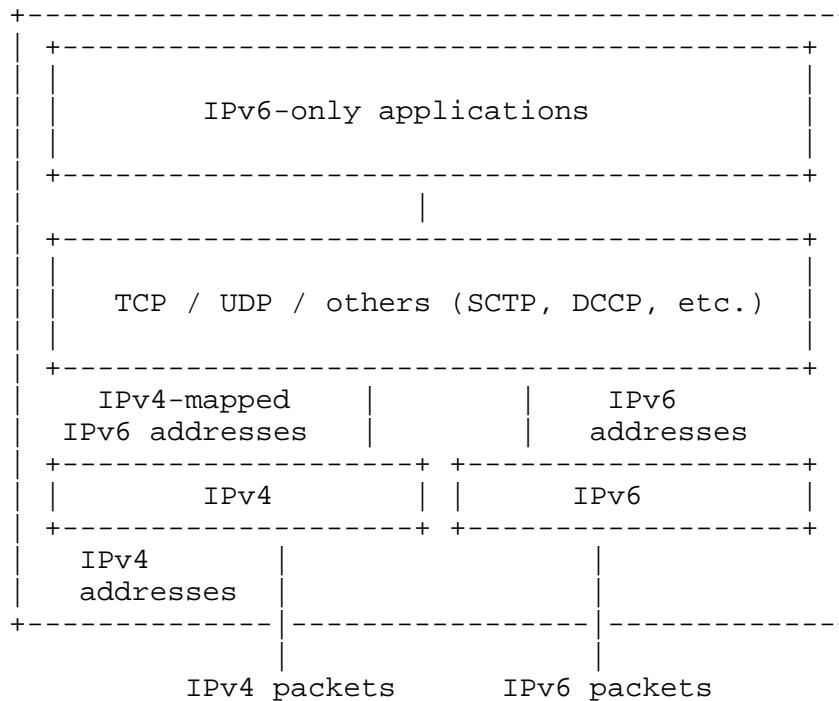 IPv6-only applications
TCP / UDP / others (SCTP, DCCP, etc.)
IPv4-mapped IPv6
IPv6 addresses addresses
IPv4 IPv6
IPv4
addresses
IPv4 packets IPv6 packets